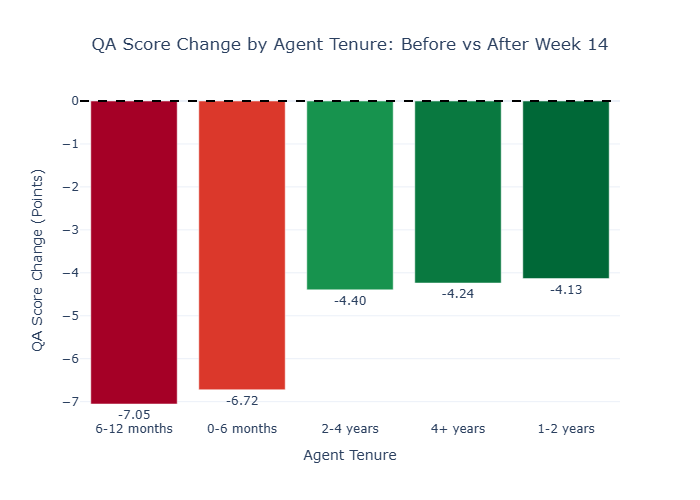 QA Score Change by Agent Tenure: Before vs After Week 14
QA Score Change (Points)
0
−1
−2
−3
−4
−5
−6
−7
-7.05
-6.72
-4.40
-4.24
-4.13
6-12 months
0-6 months
2-4 years
4+ years
1-2 years
Agent Tenure